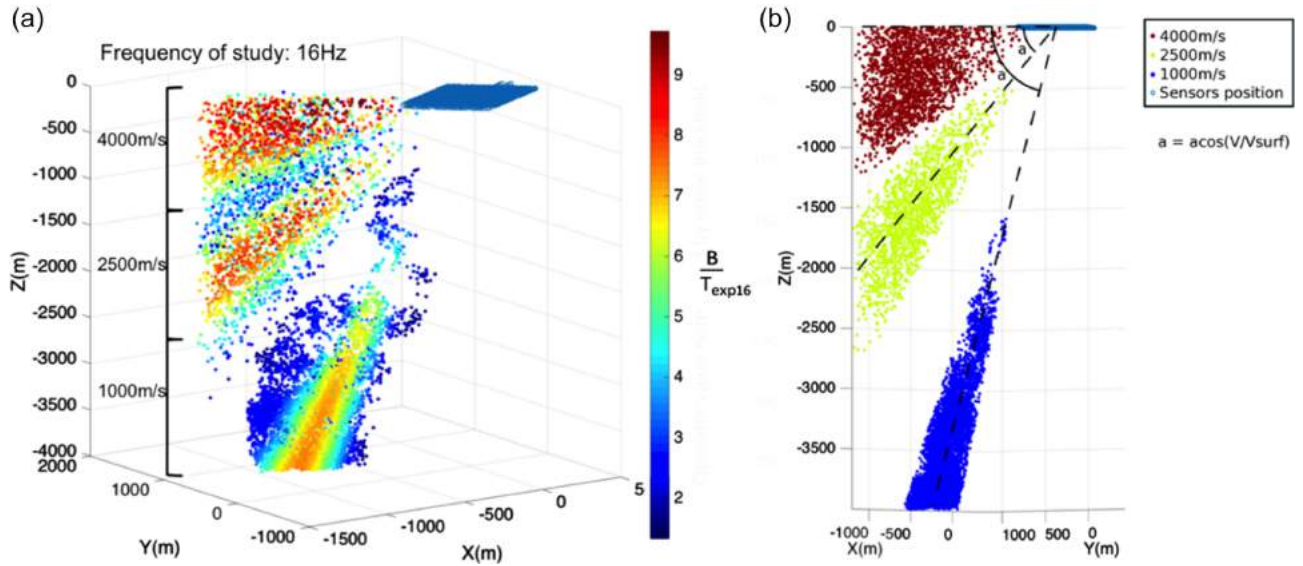 (a)
Frequency of study: 16Hz
0
-500
-1000
-1500
-2000
-2500
-3000
-3500
-4000
Z(m)
4000m/s
2500m/s
1000m/s
2000
1000
0
-1000
Y(m)
-1500
-1000
-500
0
5
X(m)
9
8
7
6
5
4
3
2
B
Texp16
(b)
0
-500
-1000
-1500
-2000
-2500
-3000
-3500
Z(m)
a
a
-1000
-500
0
1000
500
0
X(m)
Y(m)
4000m/s
2500m/s
1000m/s
Sensors position
a = acos(V/Vsurf)